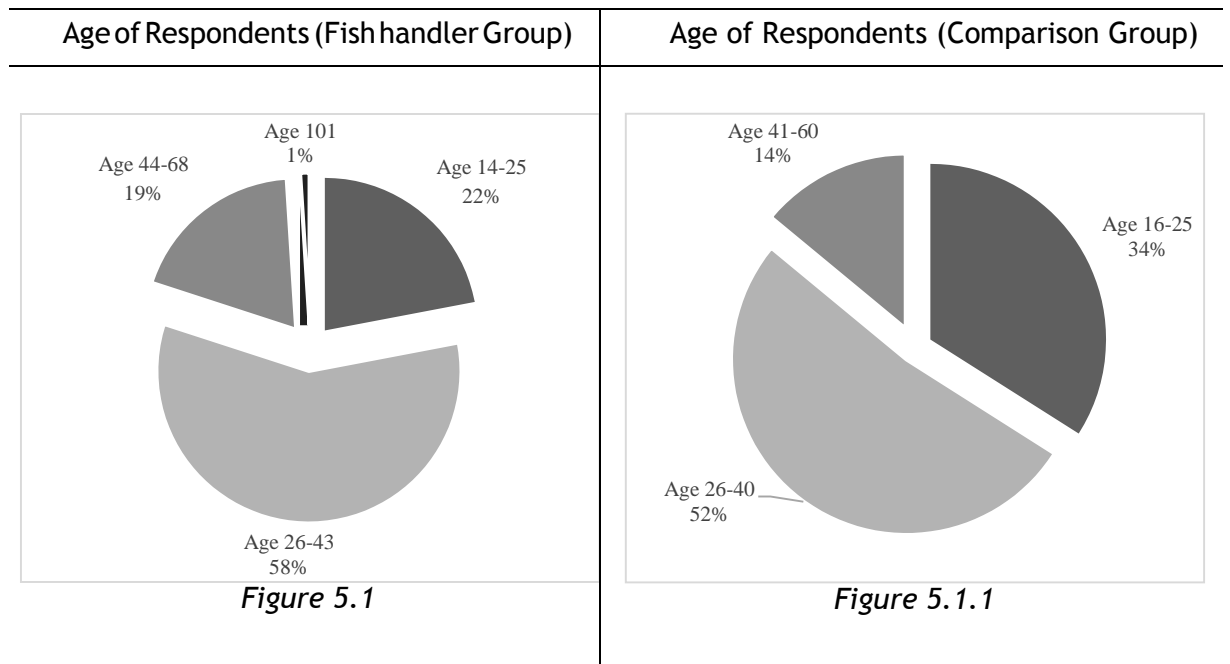 Age of Respondents (Fish handler Group)
Age 101
1%
Age 44-68
19%
Age 14-25
22%
Age 26-43
58%
Figure 5.1
Age of Respondents (Comparison Group)
Age 41-60
14%
Age 16-25
34%
Age 26-40
52%
Figure 5.1.1